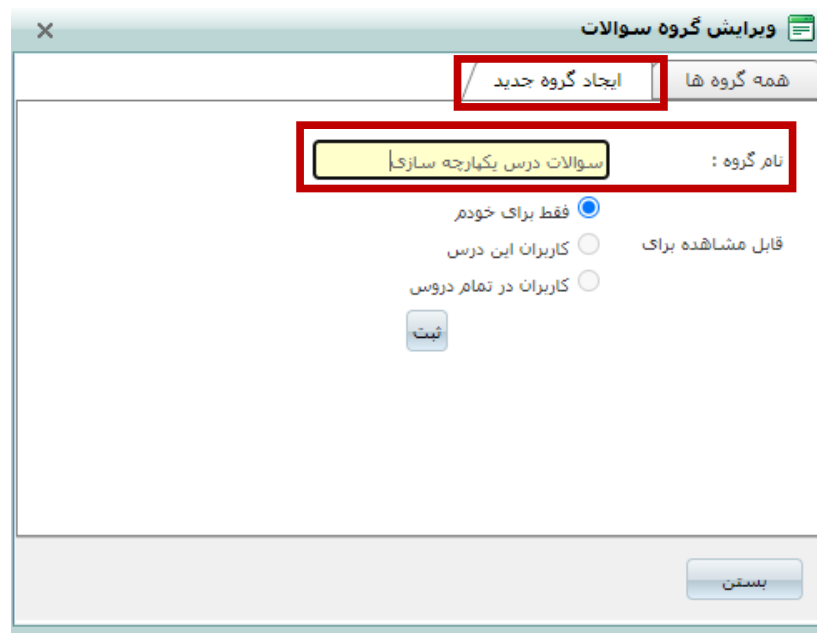 ویرایش گروه سوالات
همه گروه ها
ایجاد گروه جدید
نام گروه :
سوالات درس یکپارچه سازی
قابل مشاهده برای
فقط برای خودم
کاربران این درس
کاربران در تمام دروس
ثبت
بستن